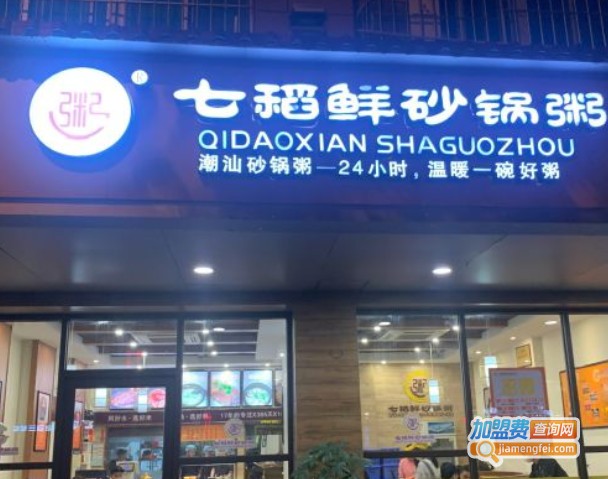 粥
®
七稻鲜砂锅粥
QIDAOXIAN SHAGUOZHOU
潮汕砂锅粥—24小时，温暖一碗好粥
粥
七稻鲜砂锅粥
加盟费查询网
jiamengfei.com